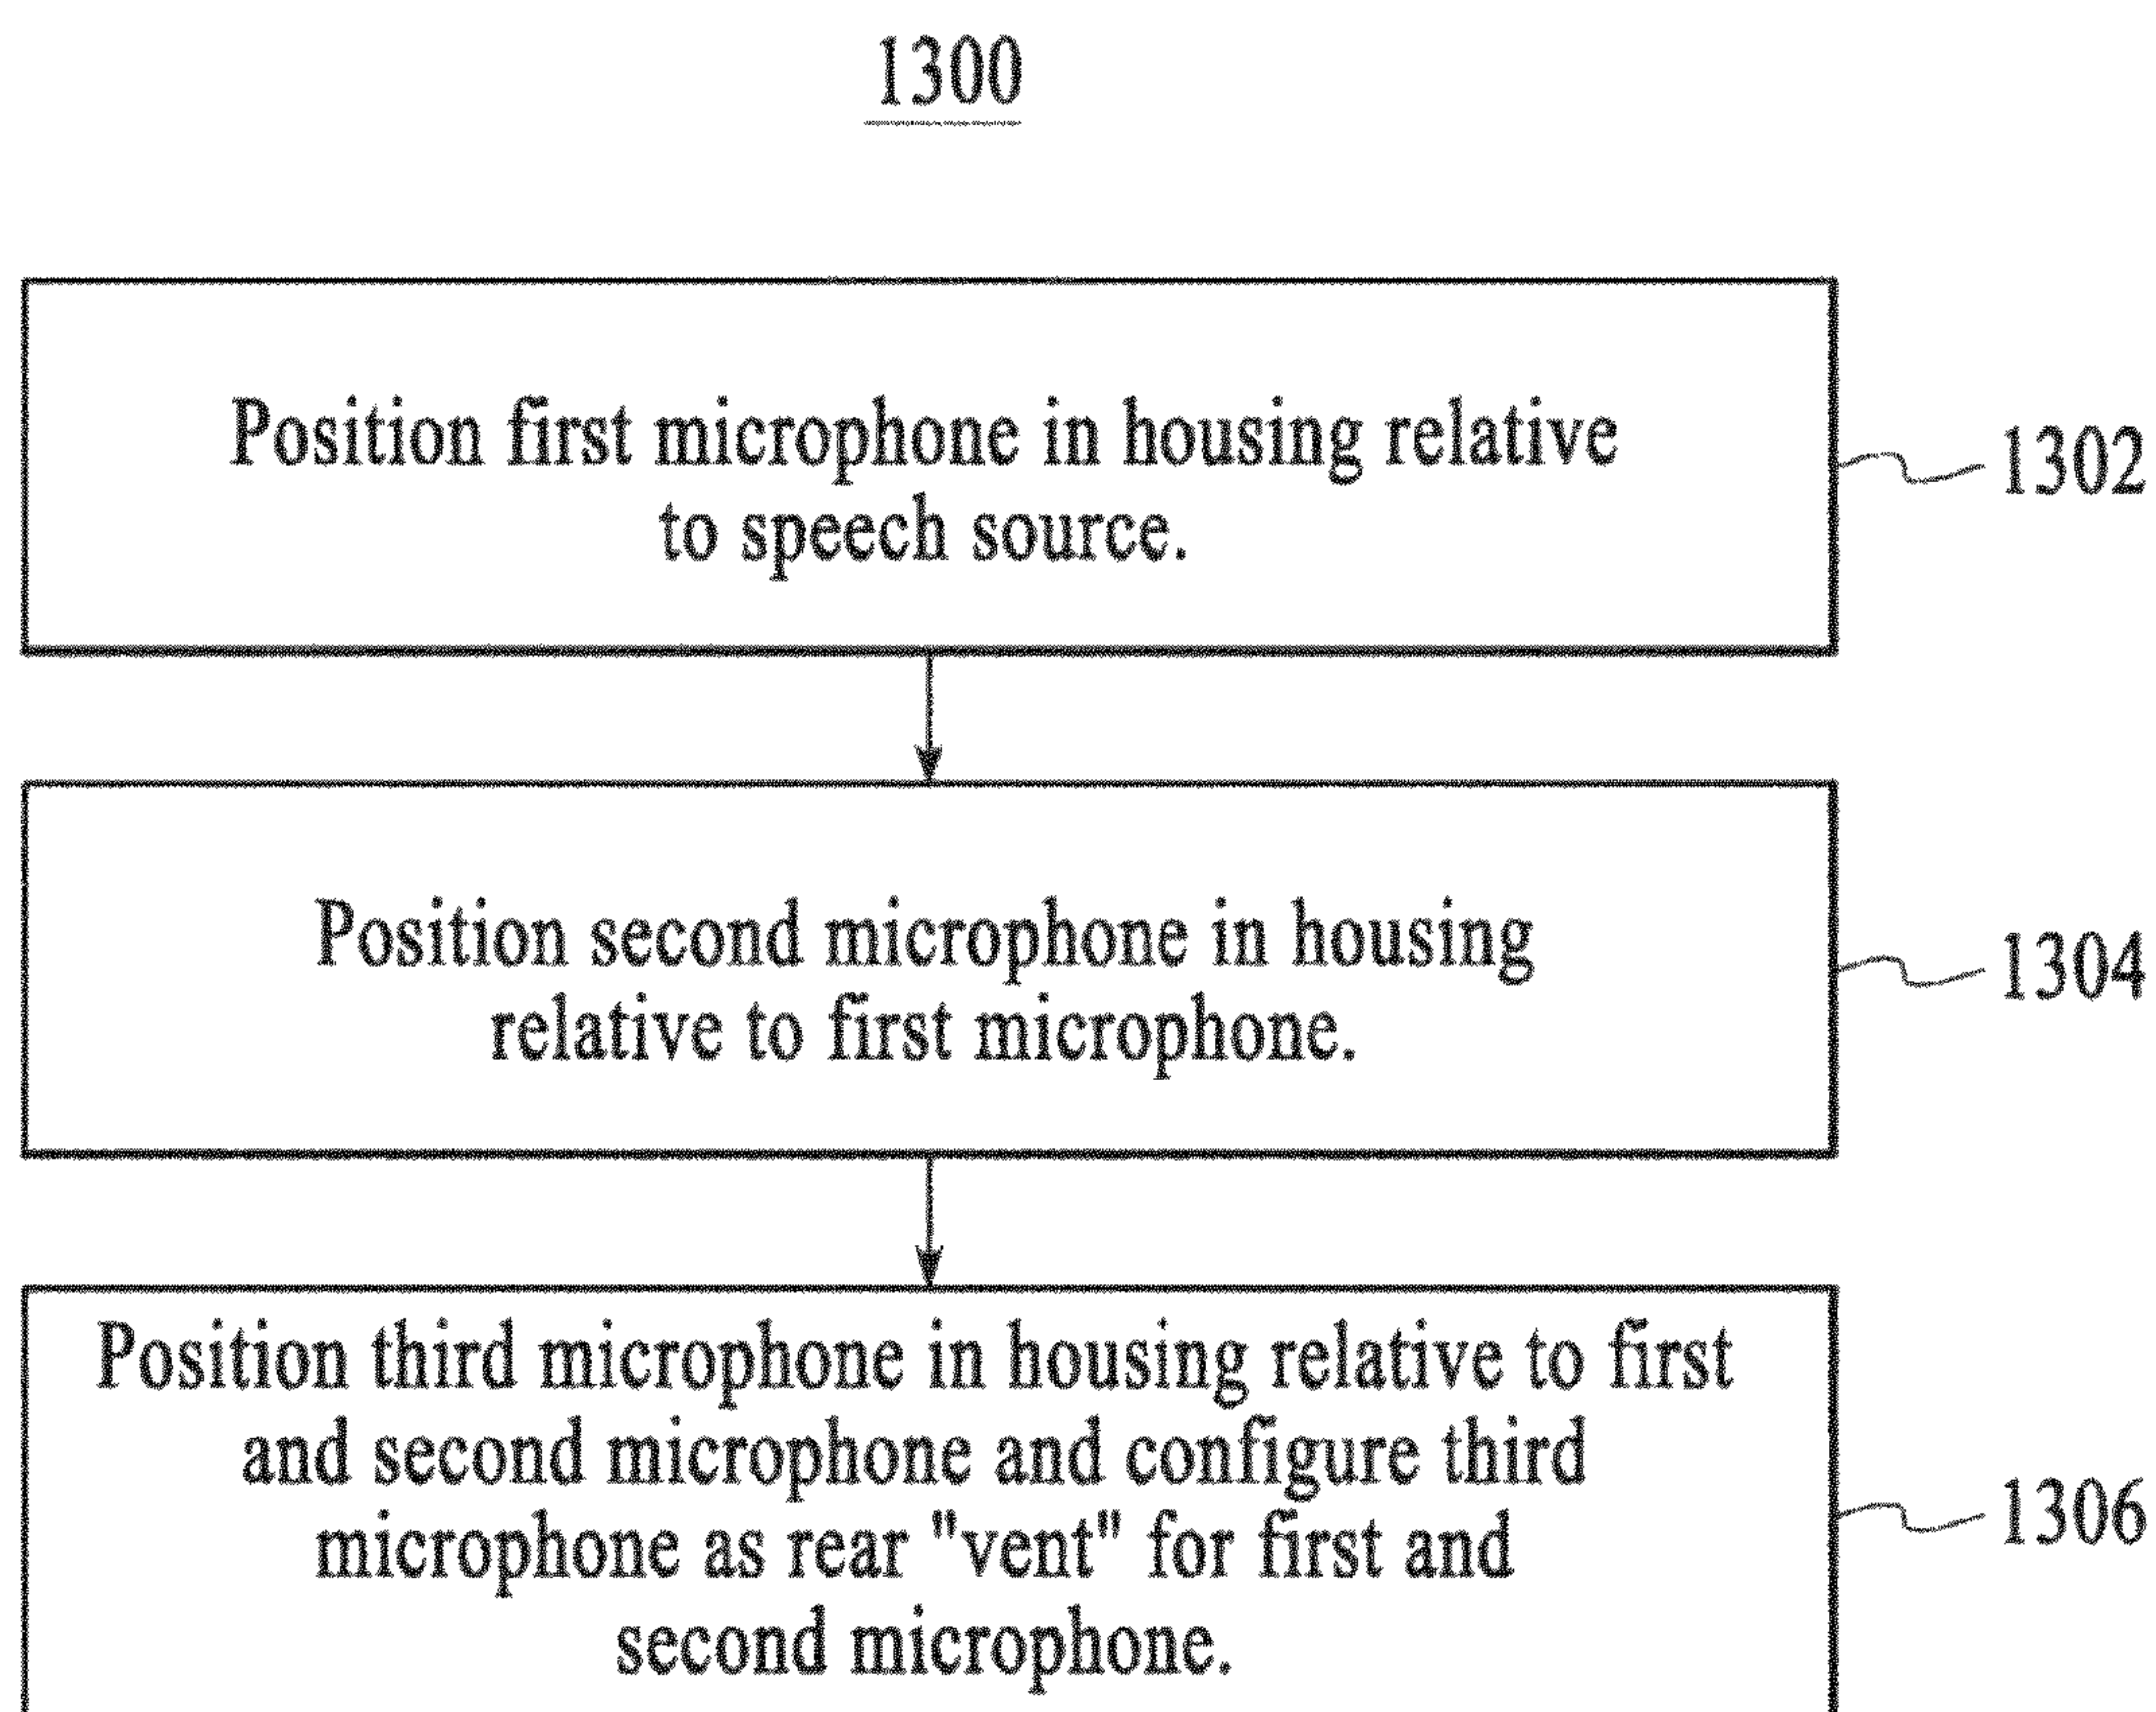 1300
Position first microphone in housing relative
to speech source.
1302
Position second microphone in housing
relative to first microphone.
1304
Position third microphone in housing relative to first
and second microphone and configure third
microphone as rear "vent" for first and
second microphone.
1306